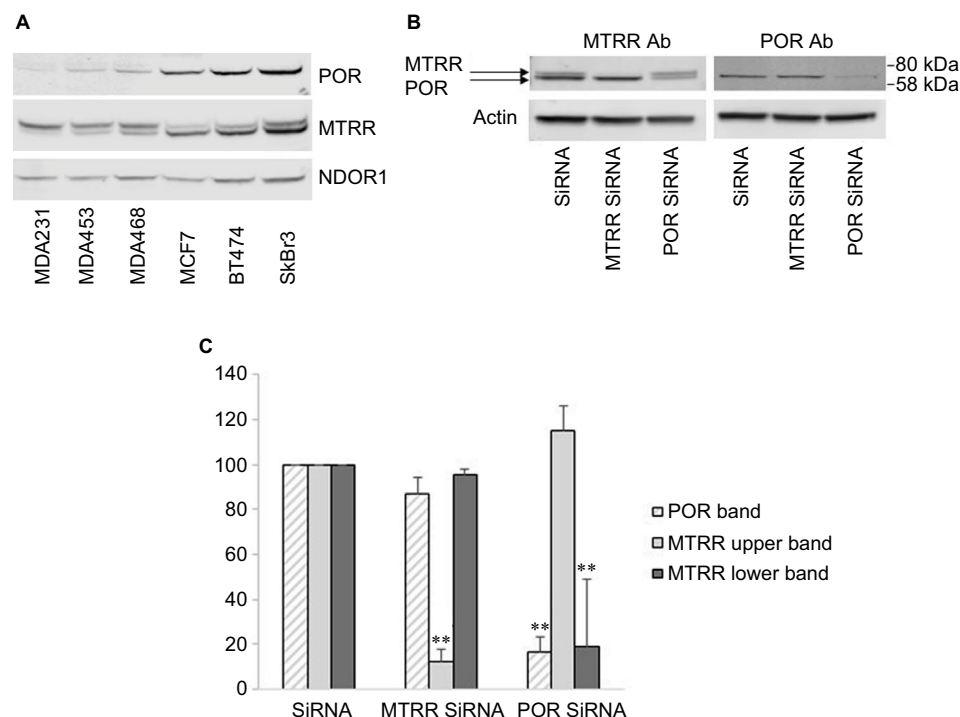 A
POR
MTRR
NDOR1
MDA231
MDA453
MDA468
MCF7
BT474
SkBr3
B
MTRR Ab
POR Ab
MTRR
POR
80 kDa
58 kDa
Actin
SiRNA
MTRR SiRNA
POR SiRNA
SiRNA
MTRR SiRNA
POR SiRNA
C
140
120
100
80
60
40
20
0
**
**
**
SiRNA
MTRR SiRNA
POR SiRNA
POR band
MTRR upper band
MTRR lower band